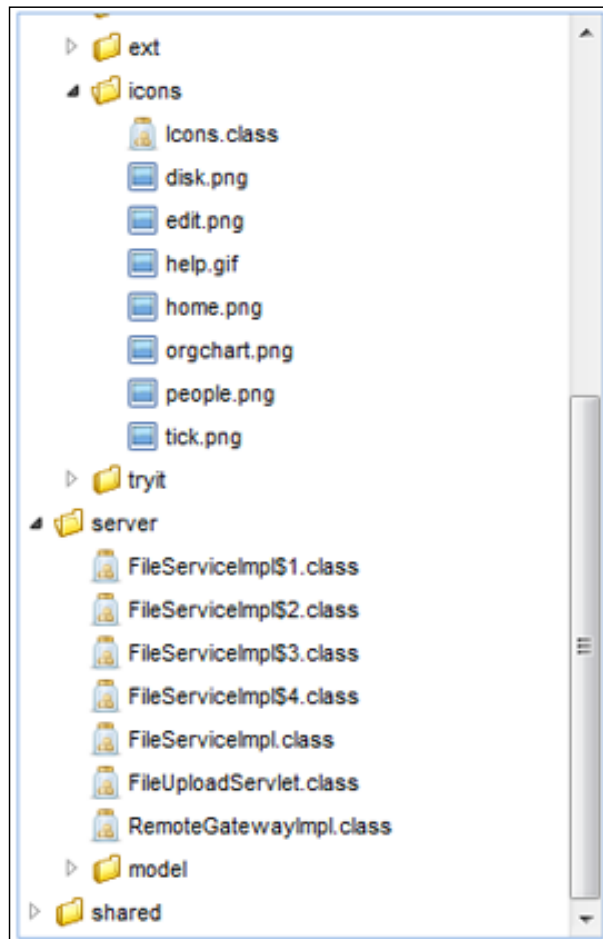 ext
icons
Icons.class
disk.png
edit.png
help.gif
home.png
orgchart.png
people.png
tick.png
tryit
server
FileServiceImpl$1.class
FileServiceImpl$2.class
FileServiceImpl$3.class
FileServiceImpl$4.class
FileServiceImpl.class
FileUploadServlet.class
RemoteGatewayImpl.class
model
shared